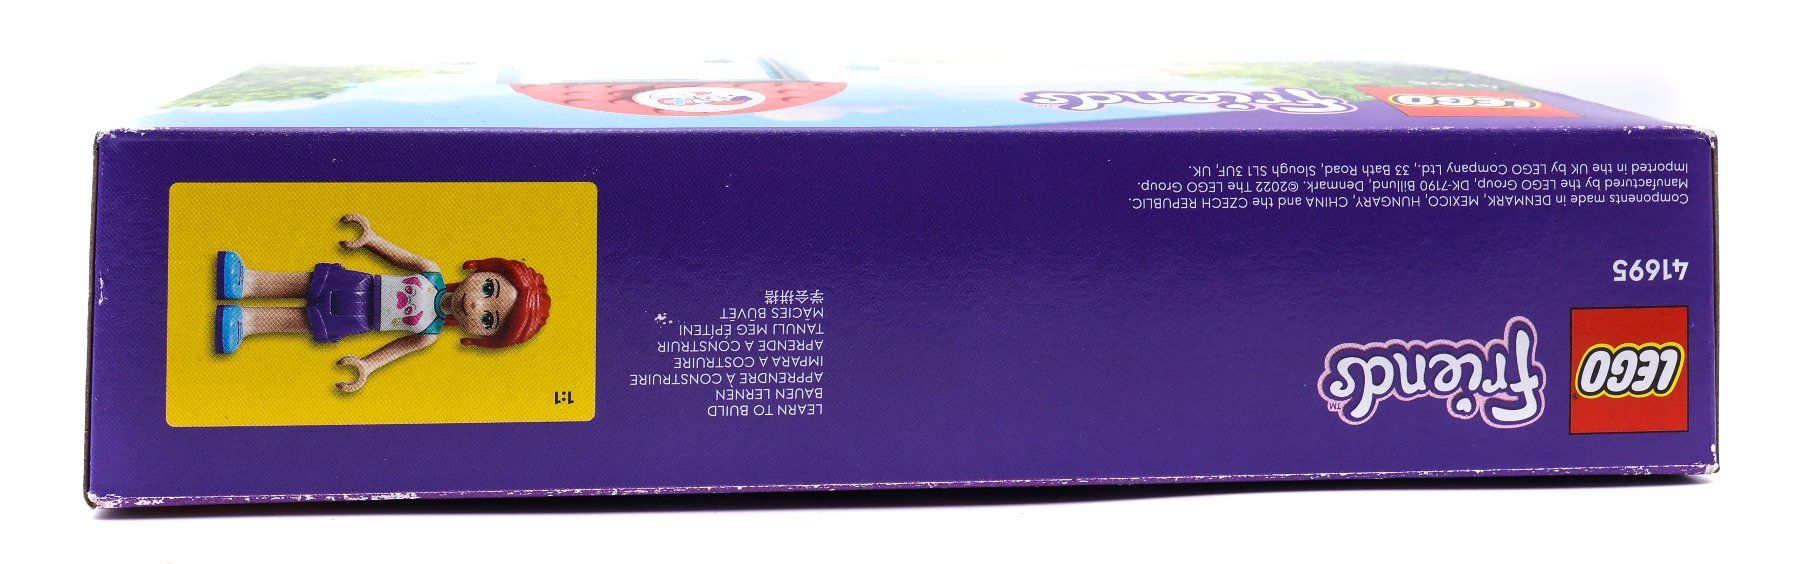 LEGO®
friends™
41695
Components made in DENMARK, MEXICO, HUNGARY, CHINA and the CZECH REPUBLIC.
Manufactured by the LEGO Group, DK-7190 Billund, Denmark. ©2022 The LEGO Group.
Imported in the UK by LEGO Company Ltd., 33 Bath Road, Slough SL1 3UF, UK.
LEARN TO BUILD
BAUEN LERNEN
APPRENDRE À CONSTRUIRE
IMPARA A COSTRUIRE
APRENDE A CONSTRUIR
TANULJ MEG ÉPÍTENI
MĀCIES BŪVĒT
学会拼搭
1:1
LEGO
friends™